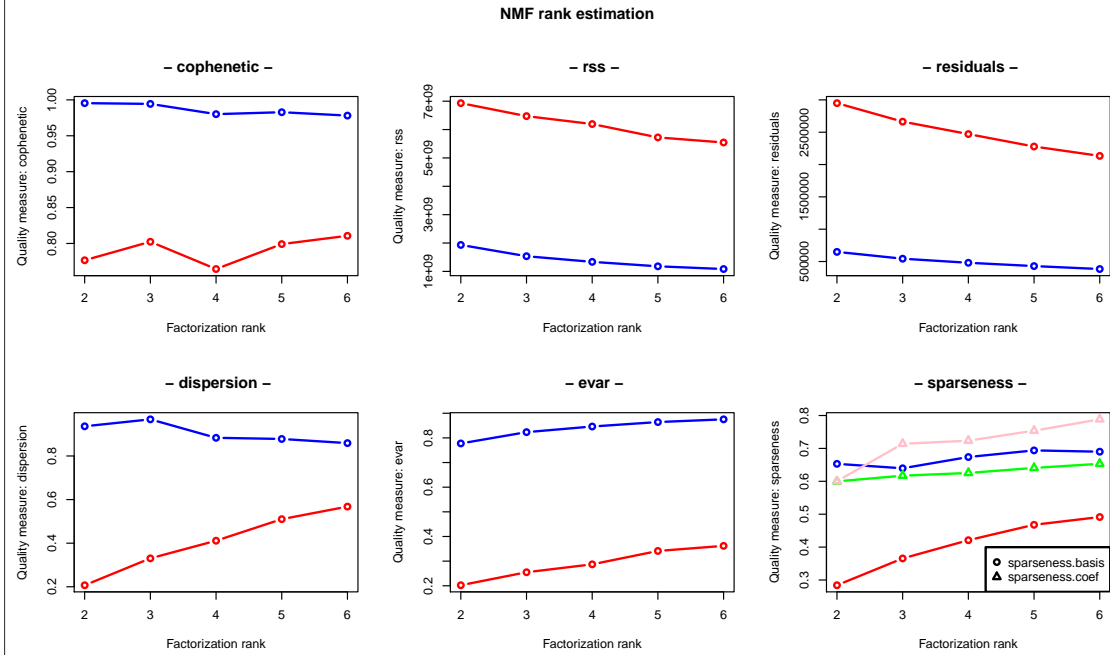 NMF rank estimation
– cophenetic –
Quality measure: cophenetic
1.00
0.95
0.90
0.85
0.80
2 3 4 5 6
Factorization rank
– rss –
Quality measure: rss
7e+09
5e+09
3e+09
1e+09
2 3 4 5 6
Factorization rank
– residuals –
Quality measure: residuals
2500000
1500000
500000
2 3 4 5 6
Factorization rank
– dispersion –
Quality measure: dispersion
0.8
0.6
0.4
0.2
2 3 4 5 6
Factorization rank
– evar –
Quality measure: evar
0.8
0.6
0.4
0.2
2 3 4 5 6
Factorization rank
– sparseness –
Quality measure: sparseness
0.8
0.7
0.6
0.5
0.4
0.3
sparseness.basis
sparseness.coef
2 3 4 5 6
Factorization rank